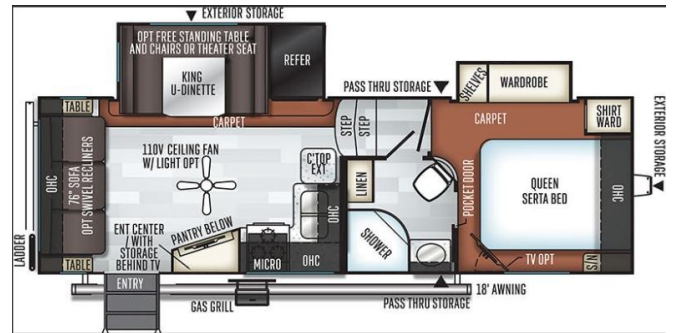 EXTERIOR STORAGE
OPT FREE STANDING TABLE
AND CHAIRS OR THEATER SEAT
KING
U-DINETTE
REFER
PASS THRU STORAGE
SHELVES
WARDROBE
SHIRT
WARD
EXTERIOR STORAGE
TABLE
CARPET
STEP
STEP
CARPET
110V CEILING FAN
W/ LIGHT OPT
C'TOP
EXT
LINEN
POCKET DOOR
QUEEN
SERTA BED
OHC
OHC
76" SOFA
OPT SWIVEL RECLINERS
OHC
ENT CENTER
/ WITH
STORAGE
BEHIND TV
PANTRY BELOW
SHOWER
LADDER
TABLE
MICRO
OHC
TV OPT
S/N
ENTRY
GAS GRILL
PASS THRU STORAGE
18' AWNING